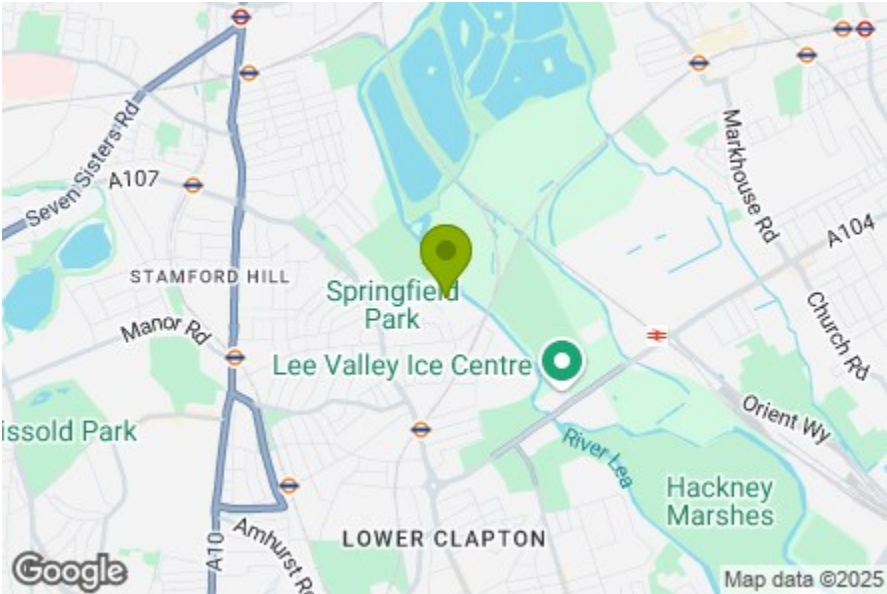 Seven Sisters Rd
A107
Markhouse Rd
A104
STAMFORD HILL
Springfield
Park
Manor Rd
Church Rd
Lee Valley Ice Centre
issold Park
Orient Wy
River Lea
Hackney
Marshes
A10
Amhurst Rd
LOWER CLAPTON
Google
Map data ©2025